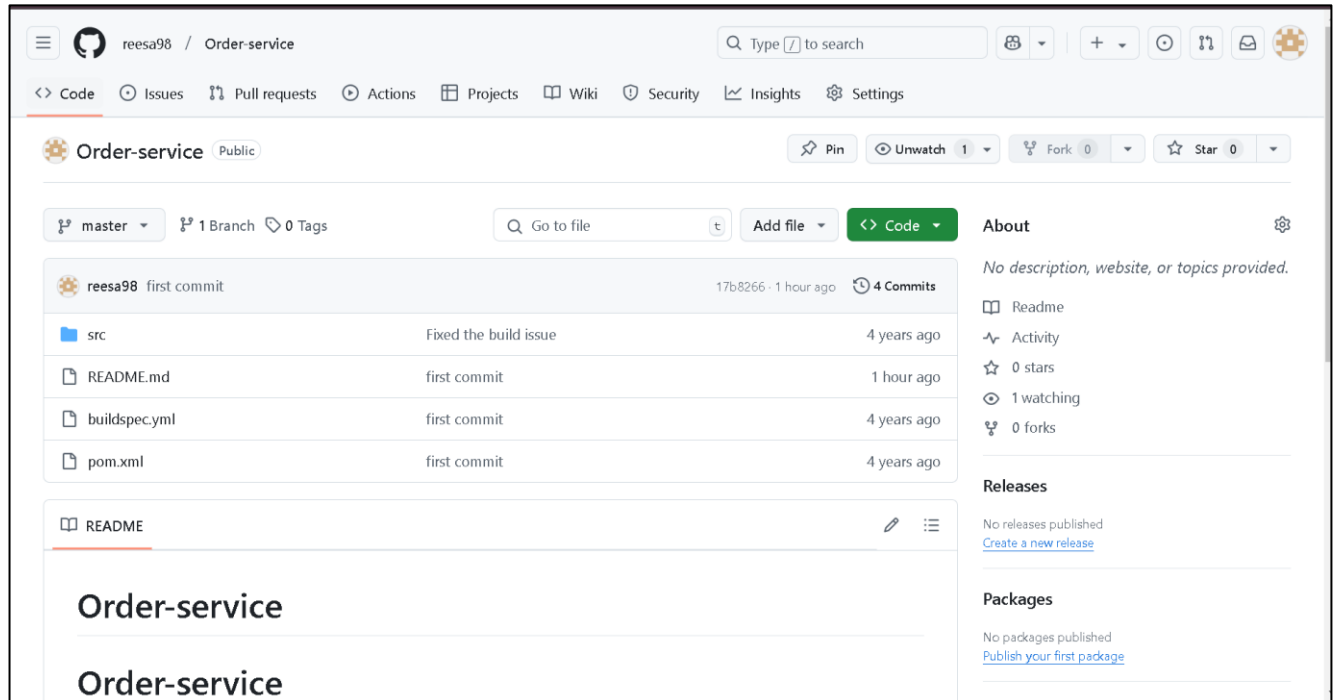 reesa98 / Order-service
Type / to search
Code Issues Pull requests Actions Projects Wiki Security Insights Settings
Order-service Public
Pin Unwatch 1 Fork 0 Star 0
master 1 Branch 0 Tags Go to file t Add file Code
reesa98 first commit 17b8266 · 1 hour ago 4 Commits
src Fixed the build issue 4 years ago
README.md first commit 1 hour ago
buildspec.yml first commit 4 years ago
pom.xml first commit 4 years ago
README
Order-service
Order-service
About
No description, website, or topics provided.
Readme
Activity
0 stars
1 watching
0 forks
Releases
No releases published
Create a new release
Packages
No packages published
Publish your first package